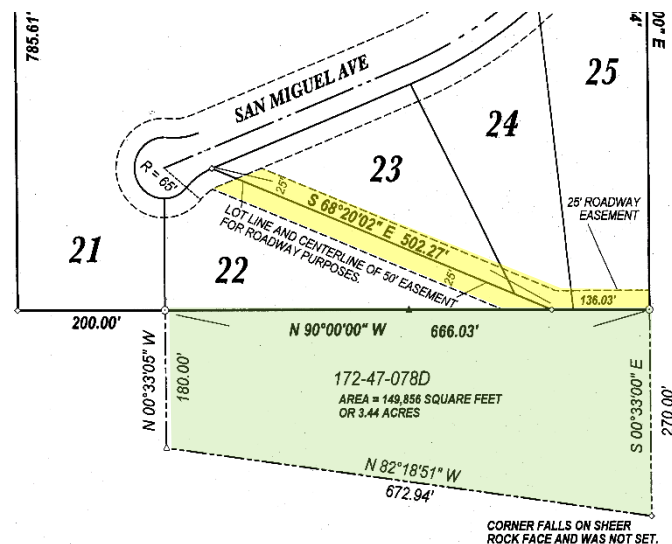 785.61'
4'
00" E
SAN MIGUEL AVE
25
24
23
R = 65'
25'
S 68°20'02" E 502.27'
25' ROADWAY
EASEMENT
LOT LINE AND CENTERLINE OF 50' EASEMENT
FOR ROADWAY PURPOSES.
25'
21
22
136.03'
200.00'
N 90°00'00" W 666.03'
N 00°33'05" W
180.00'
172-47-078D
AREA = 149,856 SQUARE FEET
OR 3.44 ACRES
S 00°33'00" E
270.00'
N 82°18'51" W
672.94'
CORNER FALLS ON SHEER
ROCK FACE AND WAS NOT SET.